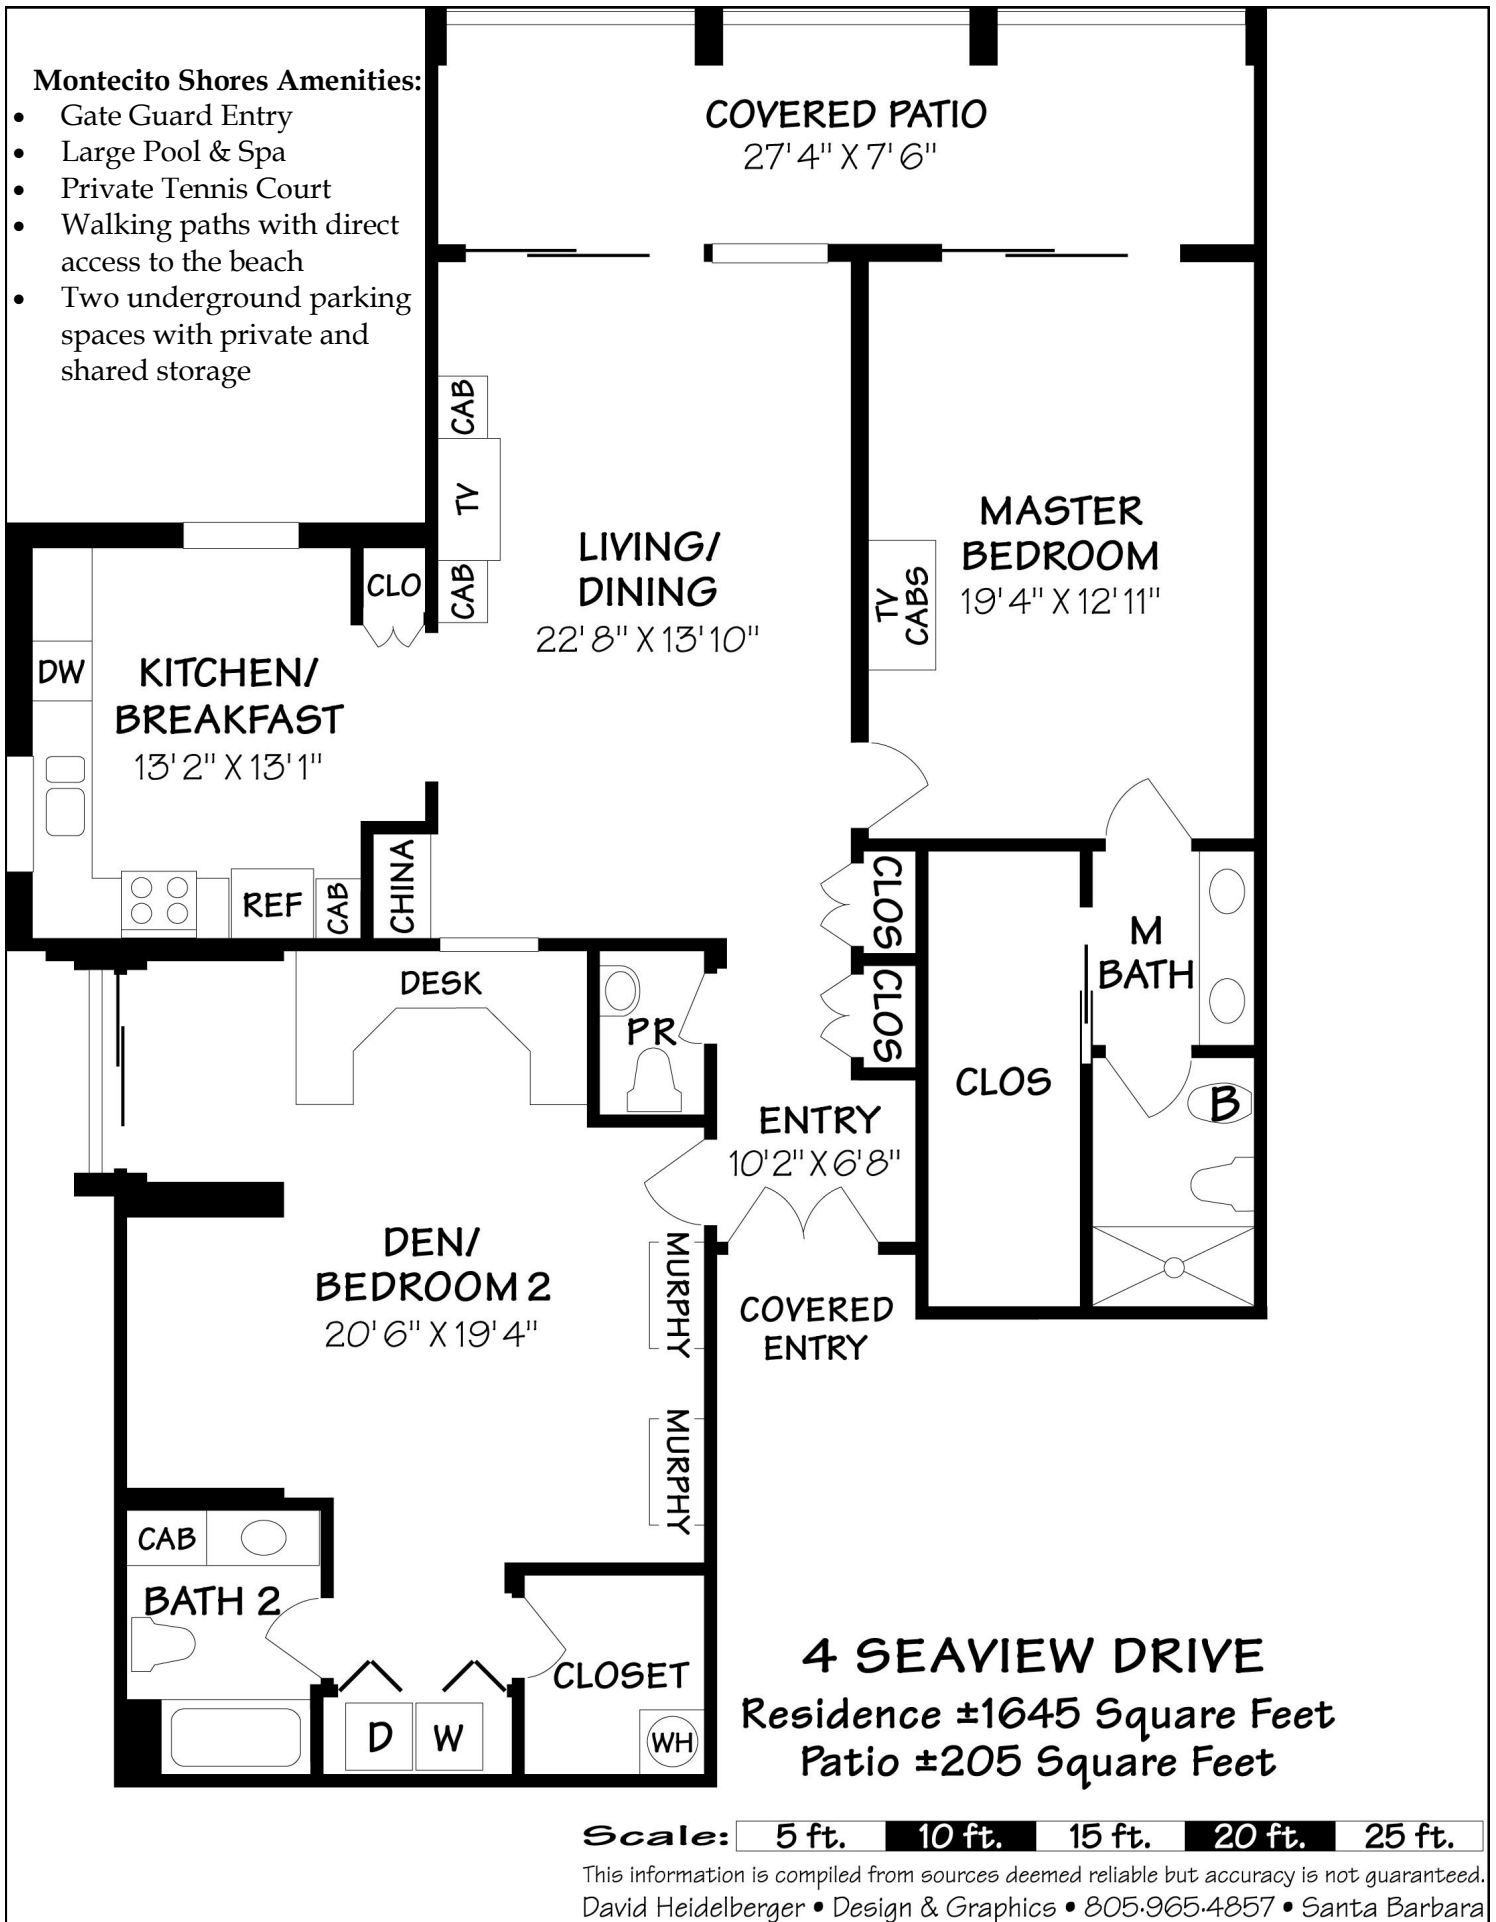 Montecito Shores Amenities:
• Gate Guard Entry
• Large Pool & Spa
• Private Tennis Court
• Walking paths with direct
access to the beach
• Two underground parking
spaces with private and
shared storage
COVERED PATIO
27'4" X 7'6"
CAB
TV
CAB
LIVING/
DINING
22'8" X 13'10"
MASTER
BEDROOM
19'4" X 12'11"
TV
CABS
CLO
DW
KITCHEN/
BREAKFAST
13'2" X 13'1"
REF
CAB
CHINA
CLOS
CLOS
CLOS
M
BATH
B
DESK
PR
ENTRY
10'2" X 6'8"
COVERED
ENTRY
DEN/
BEDROOM 2
20'6" X 19'4"
MURPHY
MURPHY
CAB
BATH 2
D
W
CLOSET
WH
4 SEAVIEW DRIVE
Residence ±1645 Square Feet
Patio ±205 Square Feet
Scale: 5 ft. 10 ft. 15 ft. 20 ft. 25 ft.
This information is compiled from sources deemed reliable but accuracy is not guaranteed.
David Heidelberger • Design & Graphics • 805·965·4857 • Santa Barbara